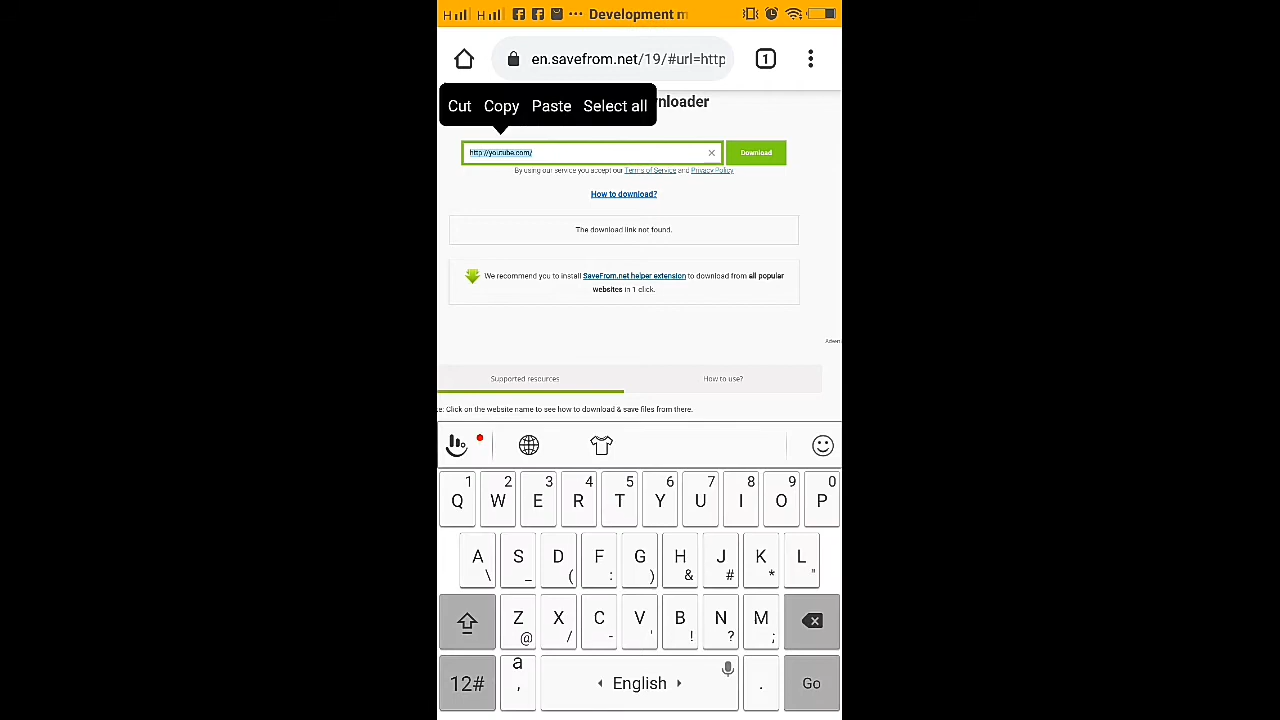 Development m
en.savefrom.net/19/#url=http
1
Cut Copy Paste Select all
nloader
http://youtube.com/
Download
By using our service you accept our Terms of Service and Privacy Policy
How to download?
The download link not found.
We recommend you to install SaveFrom.net helper extension to download from all popular
websites in 1 click.
Advert
Supported resources
How to use?
e: Click on the website name to see how to download & save files from there.
1 2 3 4 5 6 7 8 9 0
Q W E R T Y U I O P
A S D F G H J K L
\ _ ( : ) & # * "
Z X C V B N M
@ / - ' ! ? ;
12# a , English . Go